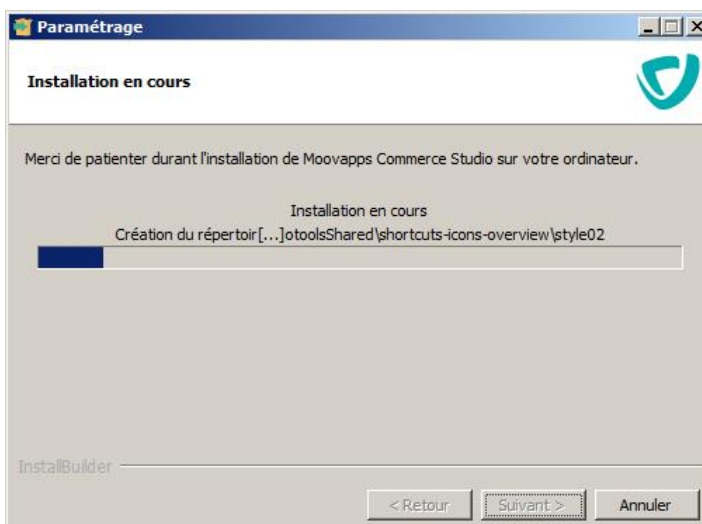 Paramétrage
Installation en cours
Merci de patienter durant l'installation de Moovapps Commerce Studio sur votre ordinateur.
Installation en cours
Création du répertoir[...]otoolsShared\shortcuts-icons-overview\style02
InstallBuilder
< Retour
Suivant >
Annuler